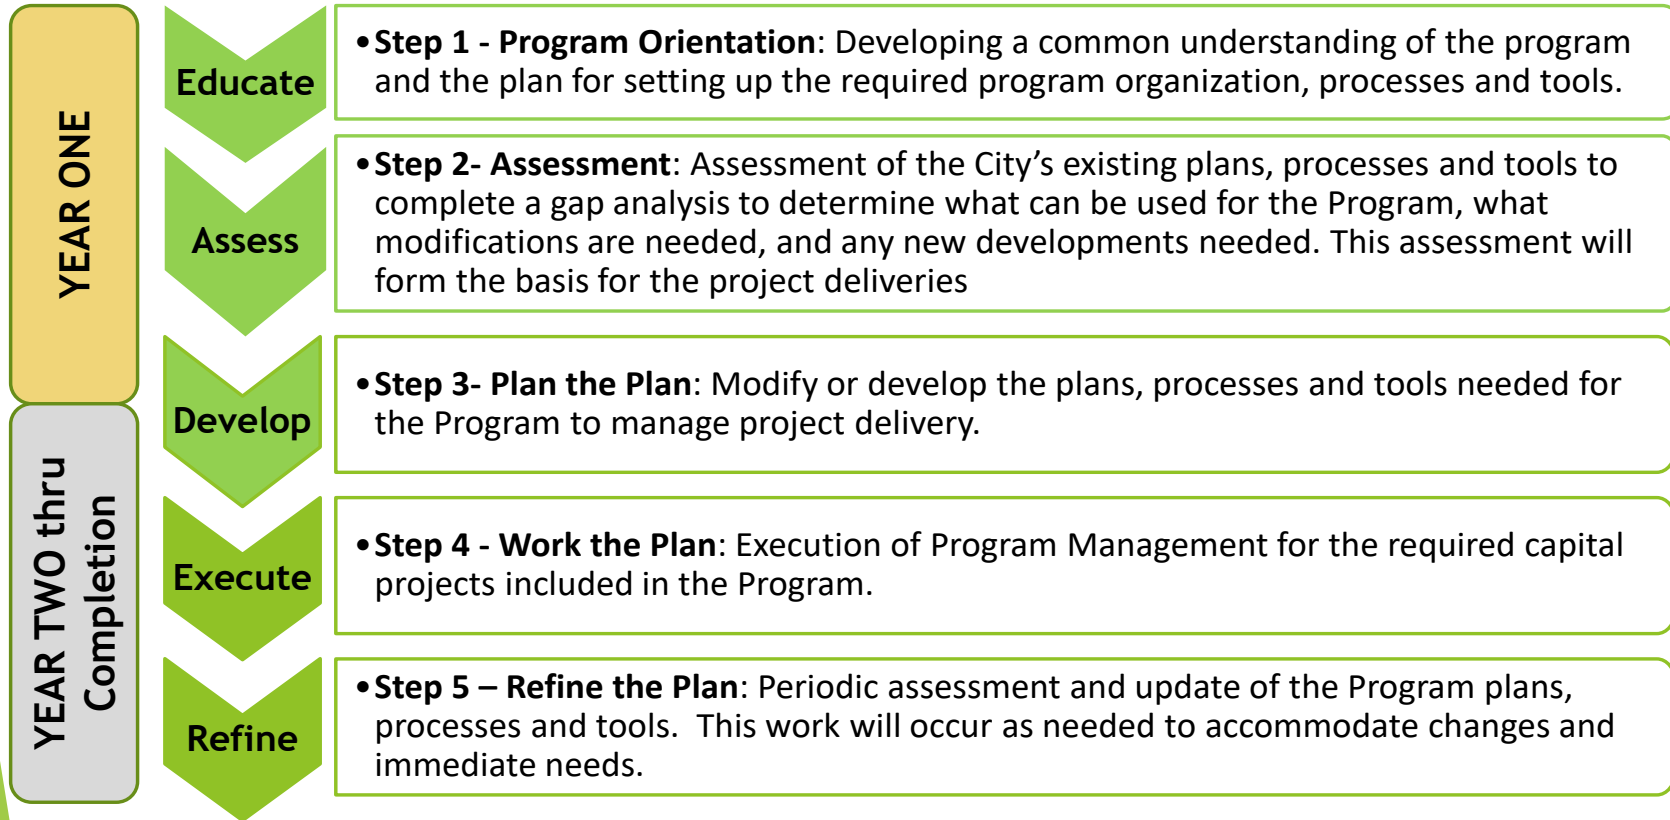 YEAR ONE
Educate
•Step 1 - Program Orientation: Developing a common understanding of the program
and the plan for setting up the required program organization, processes and tools.
Assess
•Step 2- Assessment: Assessment of the City’s existing plans, processes and tools to
complete a gap analysis to determine what can be used for the Program, what
modifications are needed, and any new developments needed. This assessment will
form the basis for the project deliveries
Develop
•Step 3- Plan the Plan: Modify or develop the plans, processes and tools needed for
the Program to manage project delivery.
YEAR TWO thru
Completion
Execute
•Step 4 - Work the Plan: Execution of Program Management for the required capital
projects included in the Program.
Refine
•Step 5 – Refine the Plan: Periodic assessment and update of the Program plans,
processes and tools.  This work will occur as needed to accommodate changes and
immediate needs.